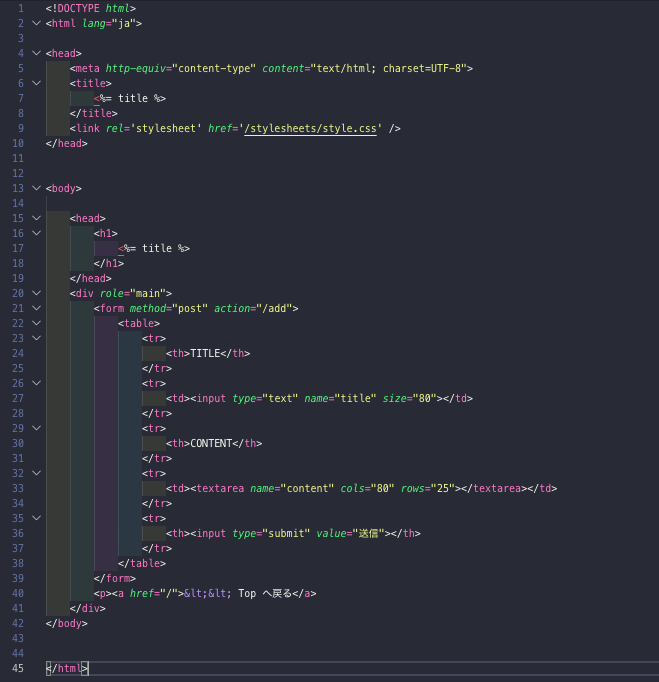 1 <!DOCTYPE html>
2 <html lang="ja">
3
4 <head>
5 <meta http-equiv="content-type" content="text/html; charset=UTF-8">
6 <title>
7 <%= title %>
8 </title>
9 <link rel='stylesheet' href='/stylesheets/style.css' />
10 </head>
11
12
13 <body>
14
15 <head>
16 <h1>
17 <%= title %>
18 </h1>
19 </head>
20 <div role="main">
21 <form method="post" action="/add">
22 <table>
23 <tr>
24 <th>TITLE</th>
25 </tr>
26 <tr>
27 <td><input type="text" name="title" size="80"></td>
28 </tr>
29 <tr>
30 <th>CONTENT</th>
31 </tr>
32 <tr>
33 <td><textarea name="content" cols="80" rows="25"></textarea></td>
34 </tr>
35 <tr>
36 <th><input type="submit" value="送信"></th>
37 </tr>
38 </table>
39 </form>
40 <p><a href="/">&lt;&lt; Top へ戻る</a>
41 </div>
42 </body>
43
44
45 </html>